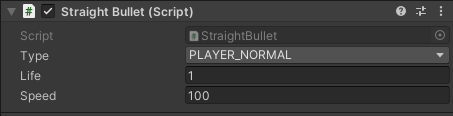 Straight Bullet (Script)
Script StraightBullet
Type PLAYER_NORMAL
Life 1
Speed 100